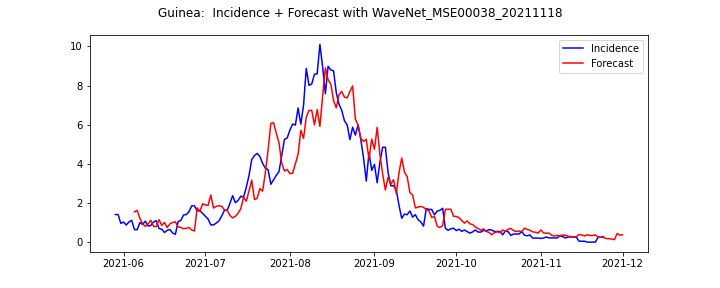 Guinea:  Incidence + Forecast with WaveNet_MSE00038_20211118
Incidence
Forecast
10
8
6
4
2
0
2021-06 2021-07 2021-08 2021-09 2021-10 2021-11 2021-12